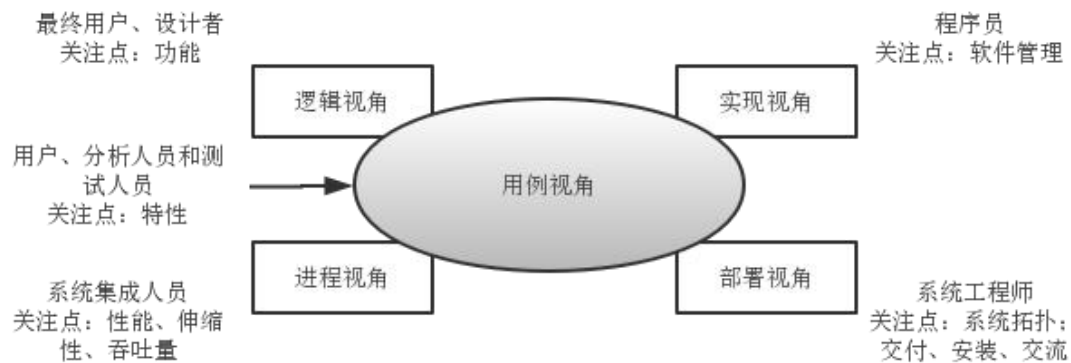 最终用户、设计者
关注点：功能
程序员
关注点：软件管理
逻辑视角
实现视角
用户、分析人员和测
试人员
关注点：特性
用例视角
进程视角
部署视角
系统集成人员
关注点：性能、伸缩
性、吞吐量
系统工程师
关注点：系统拓扑；
交付、安装、交流